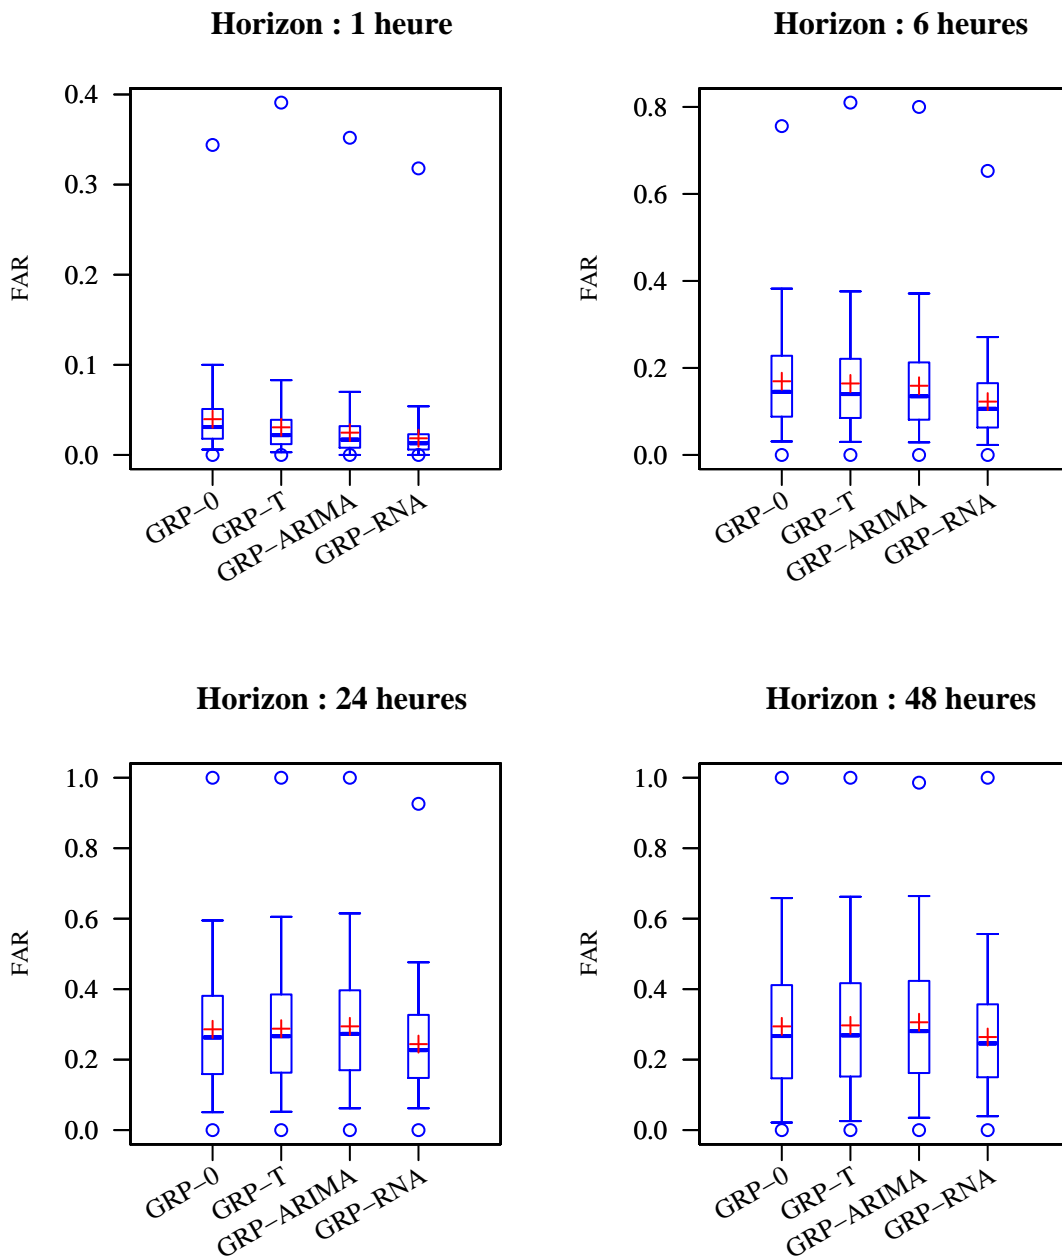 Horizon : 1 heure
FAR
0.4
0.3
0.2
0.1
0.0
GRP−0
GRP−T
GRP−ARIMA
GRP−RNA
Horizon : 6 heures
FAR
0.8
0.6
0.4
0.2
0.0
GRP−0
GRP−T
GRP−ARIMA
GRP−RNA
Horizon : 24 heures
FAR
1.0
0.8
0.6
0.4
0.2
0.0
GRP−0
GRP−T
GRP−ARIMA
GRP−RNA
Horizon : 48 heures
FAR
1.0
0.8
0.6
0.4
0.2
0.0
GRP−0
GRP−T
GRP−ARIMA
GRP−RNA